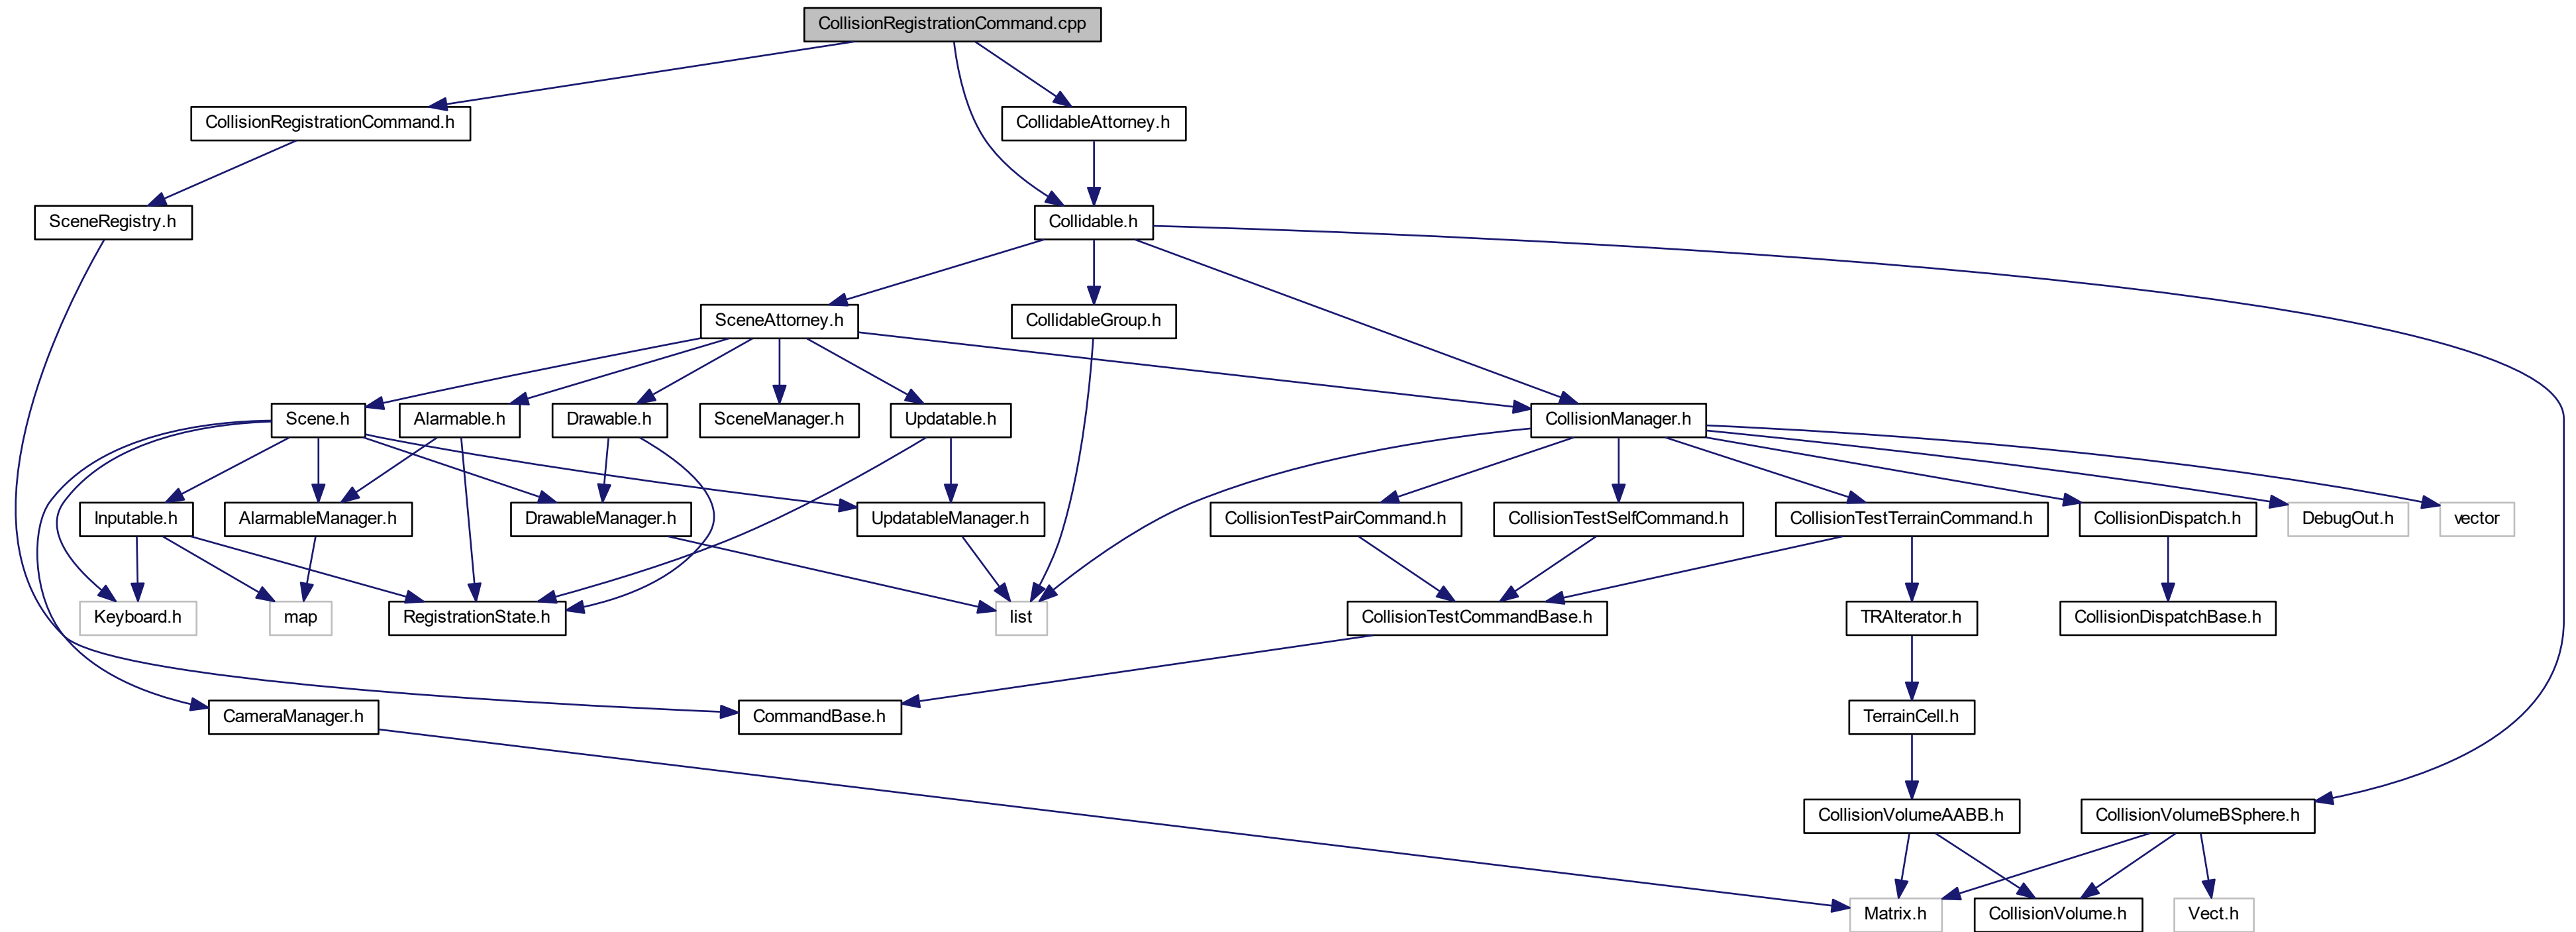 CollisionRegistrationCommand.cpp
CollisionRegistrationCommand.h
CollidableAttorney.h
SceneRegistry.h
Collidable.h
SceneAttorney.h
CollidableGroup.h
Scene.h
Alarmable.h
Drawable.h
SceneManager.h
Updatable.h
CollisionManager.h
Inputable.h
AlarmableManager.h
DrawableManager.h
UpdatableManager.h
CollisionTestPairCommand.h
CollisionTestSelfCommand.h
CollisionTestTerrainCommand.h
CollisionDispatch.h
DebugOut.h
vector
Keyboard.h
map
RegistrationState.h
list
CollisionTestCommandBase.h
TRAIterator.h
CollisionDispatchBase.h
CameraManager.h
CommandBase.h
TerrainCell.h
CollisionVolumeAABB.h
CollisionVolumeBSphere.h
Matrix.h
CollisionVolume.h
Vect.h